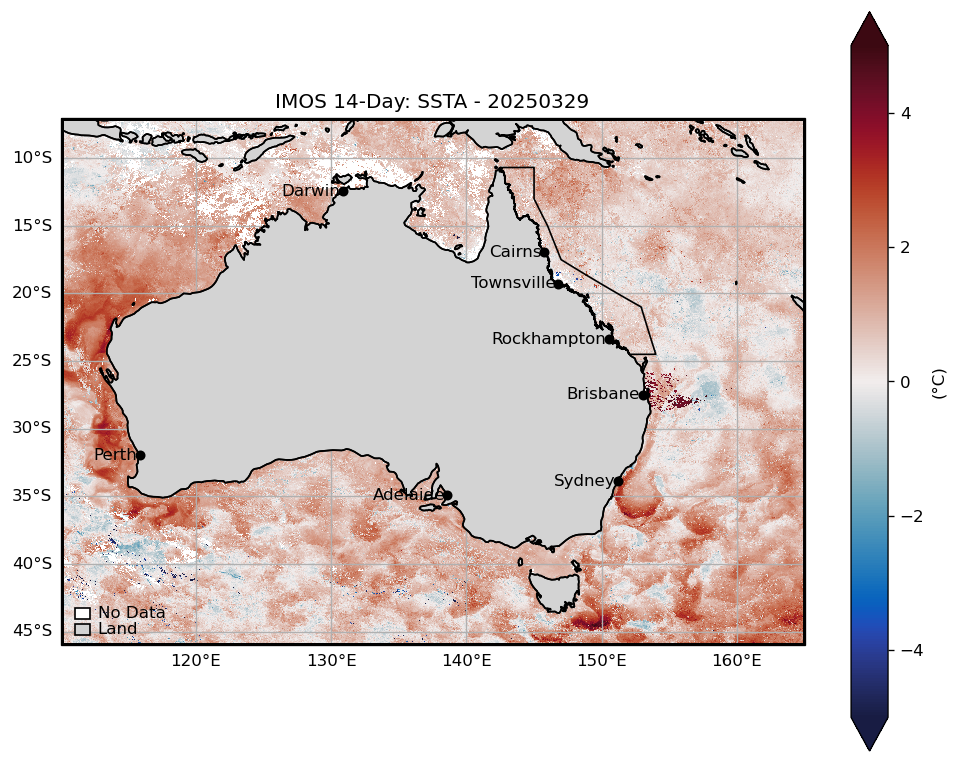 IMOS 14-Day: SSTA - 20250329
10°S
15°S
20°S
25°S
30°S
35°S
40°S
45°S
120°E
130°E
140°E
150°E
160°E
Darwin
Cairns
Townsville
Rockhampton
Brisbane
Perth
Sydney
Adelaide
No Data
Land
4
2
0
−2
−4
(°C)